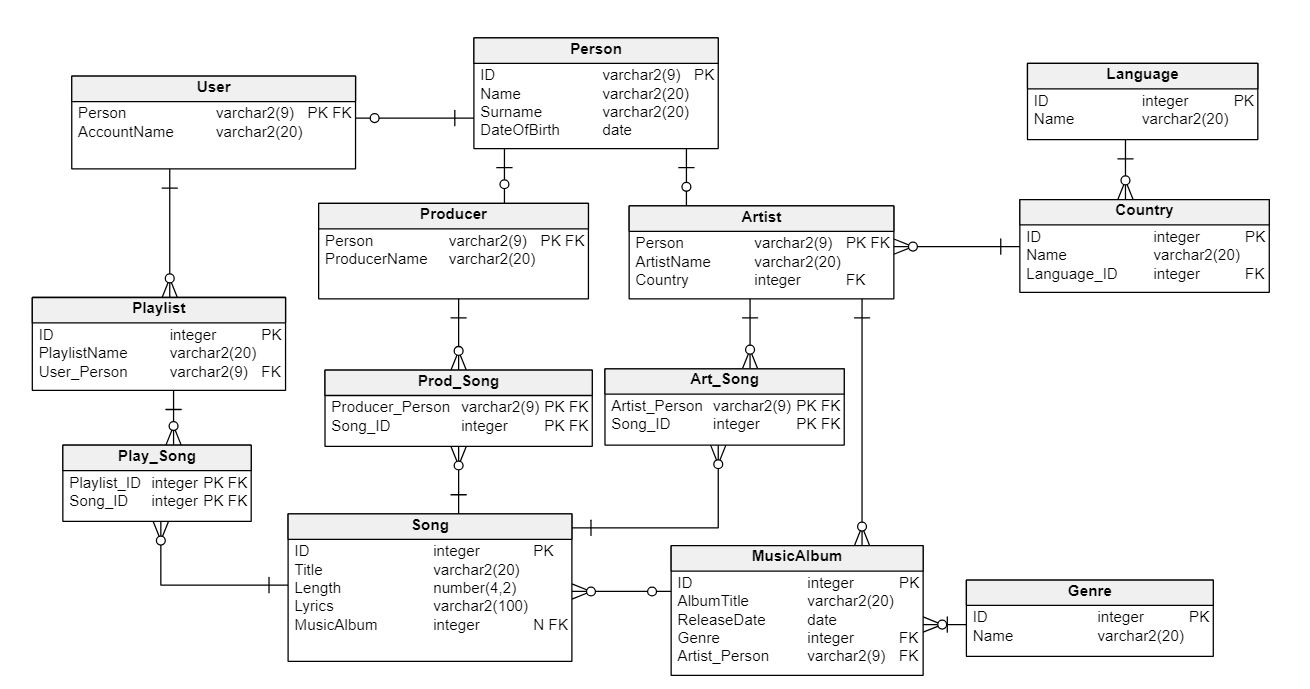 Person
ID varchar2(9) PK
Name varchar2(20)
Surname varchar2(20)
DateOfBirth date
User
Person varchar2(9) PK FK
AccountName varchar2(20)
Language
ID integer PK
Name varchar2(20)
Producer
Person varchar2(9) PK FK
ProducerName varchar2(20)
Artist
Person varchar2(9) PK FK
ArtistName varchar2(20)
Country integer FK
Country
ID integer PK
Name varchar2(20)
Language_ID integer FK
Playlist
ID integer PK
PlaylistName varchar2(20)
User_Person varchar2(9) FK
Prod_Song
Producer_Person varchar2(9) PK FK
Song_ID integer PK FK
Art_Song
Artist_Person varchar2(9) PK FK
Song_ID integer PK FK
Play_Song
Playlist_ID integer PK FK
Song_ID integer PK FK
Song
ID integer PK
Title varchar2(20)
Length number(4,2)
Lyrics varchar2(100)
MusicAlbum integer N FK
MusicAlbum
ID integer PK
AlbumTitle varchar2(20)
ReleaseDate date
Genre integer FK
Artist_Person varchar2(9) FK
Genre
ID integer PK
Name varchar2(20)